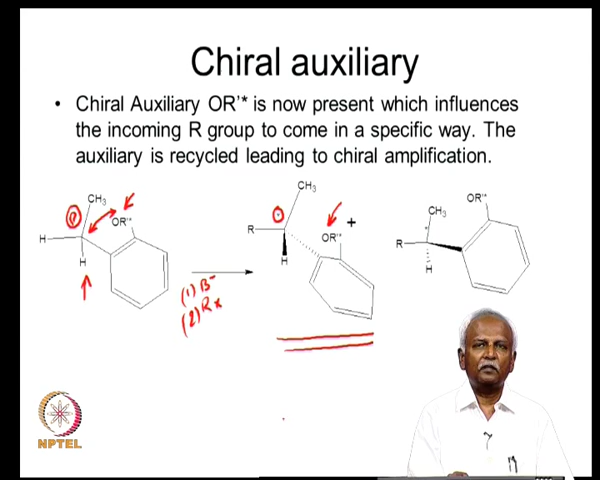 Chiral auxiliary
• Chiral Auxiliary OR'* is now present which influences
the incoming R group to come in a specific way. The
auxiliary is recycled leading to chiral amplification.
CH₃
OR'*
H
H
(1) B⁻
(2) RX
CH₃
R
OR'*
H
+
CH₃
OR'*
R
H
NPTEL